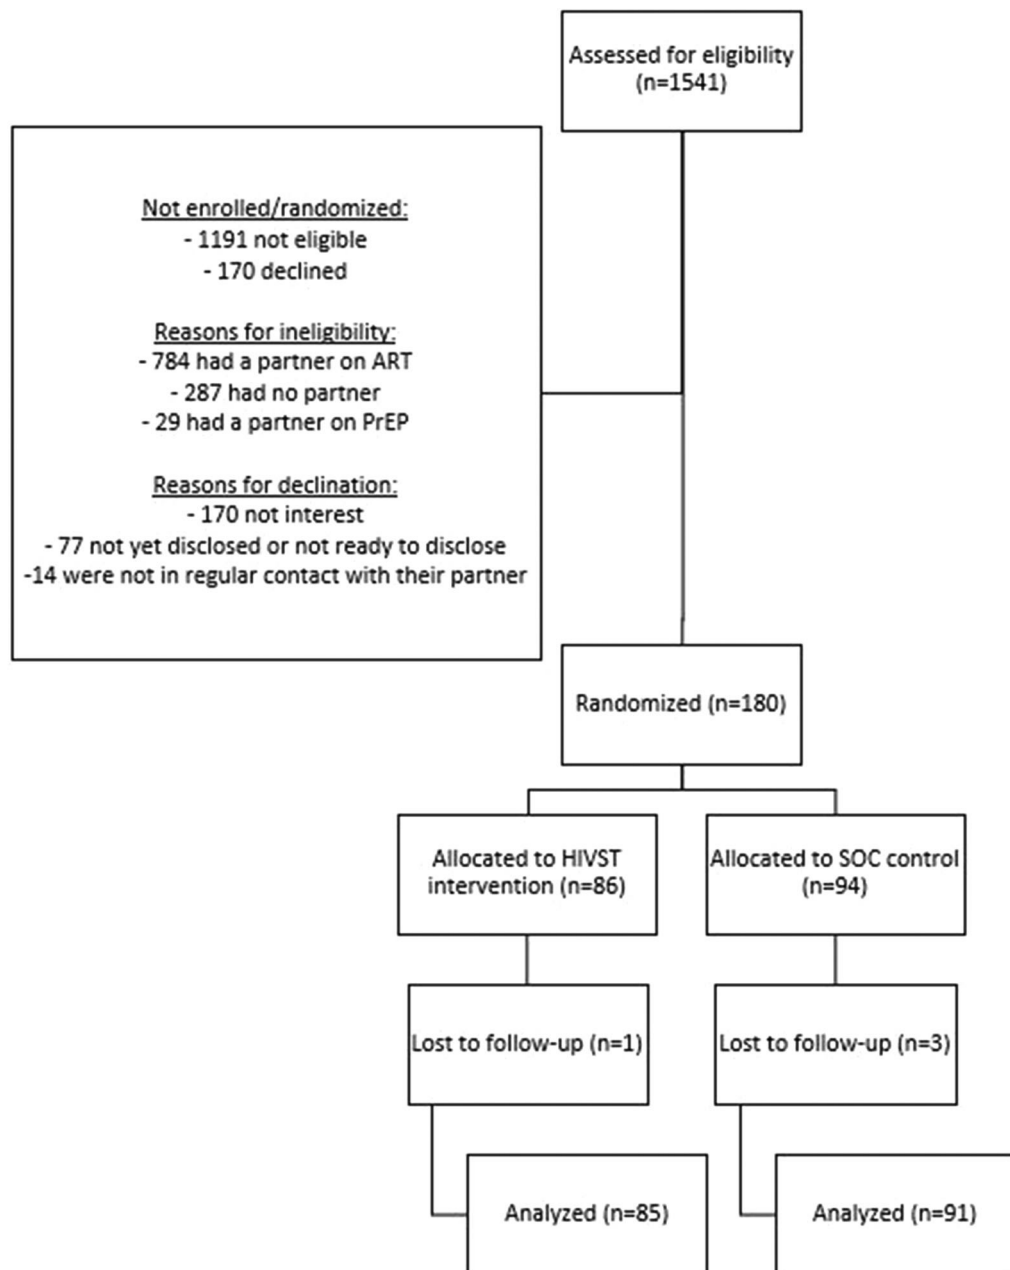 Assessed for eligibility
(n=1541)
Not enrolled/randomized:
- 1191 not eligible
- 170 declined
Reasons for ineligibility:
- 784 had a partner on ART
- 287 had no partner
- 29 had a partner on PrEP
Reasons for declination:
- 170 not interest
- 77 not yet disclosed or not ready to disclose
-14 were not in regular contact with their partner
Randomized (n=180)
Allocated to HIVST
intervention (n=86)
Allocated to SOC control
(n=94)
Lost to follow-up (n=1)
Lost to follow-up (n=3)
Analyzed (n=85)
Analyzed (n=91)